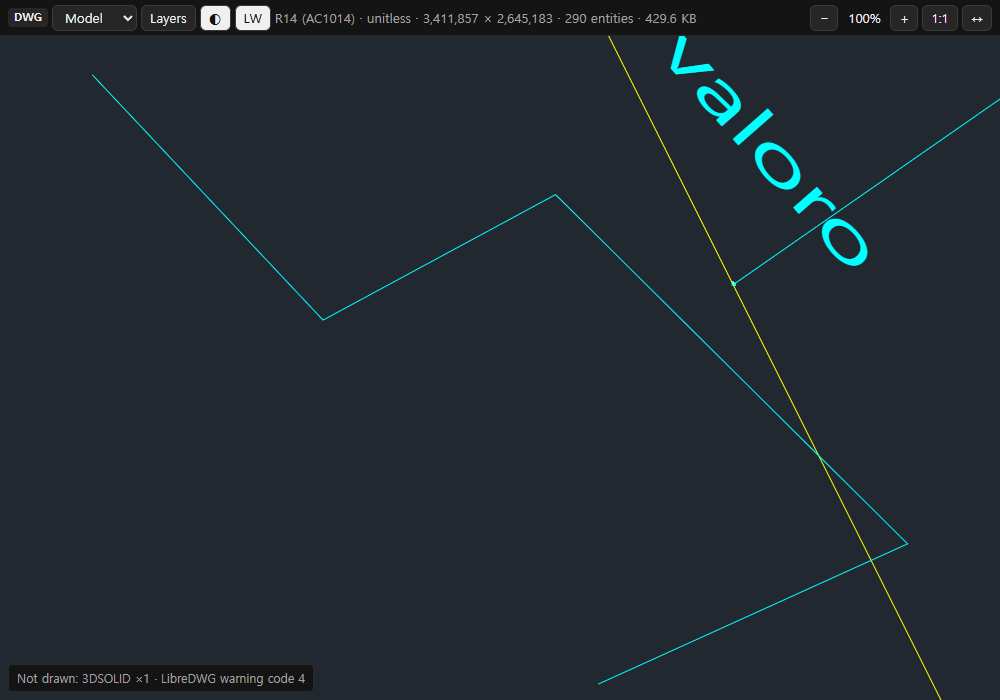 DWG Model Layers ◐ LW R14 (AC1014) · unitless · 3,411,857 × 2,645,183 · 290 entities · 429.6 KB − 100% + 1:1 ↔
valoro
Not drawn: 3DSOLID ×1 · LibreDWG warning code 4